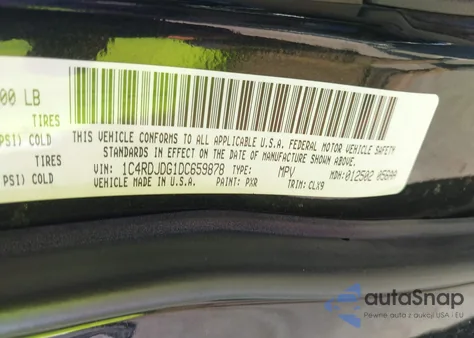 00 LB
TIRES
PSI) COLD
TIRES
PSI) COLD
THIS VEHICLE CONFORMS TO ALL APPLICABLE U.S.A. FEDERAL MOTOR VEHICLE SAFETY
STANDARDS IN EFFECT ON THE DATE OF MANUFACTURE SHOWN ABOVE.
VIN: 1C4RDJDG1DC659878 TYPE: MPV MDH: 012502 056AA
VEHICLE MADE IN U.S.A. PAINT: PXR TRIM: CLX9
autoSnap
Pewne auta z aukcji USA i EU